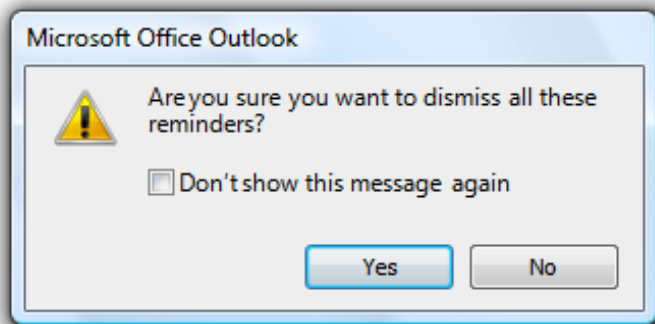 Microsoft Office Outlook
Are you sure you want to dismiss all these
reminders?
Don't show this message again
Yes
No